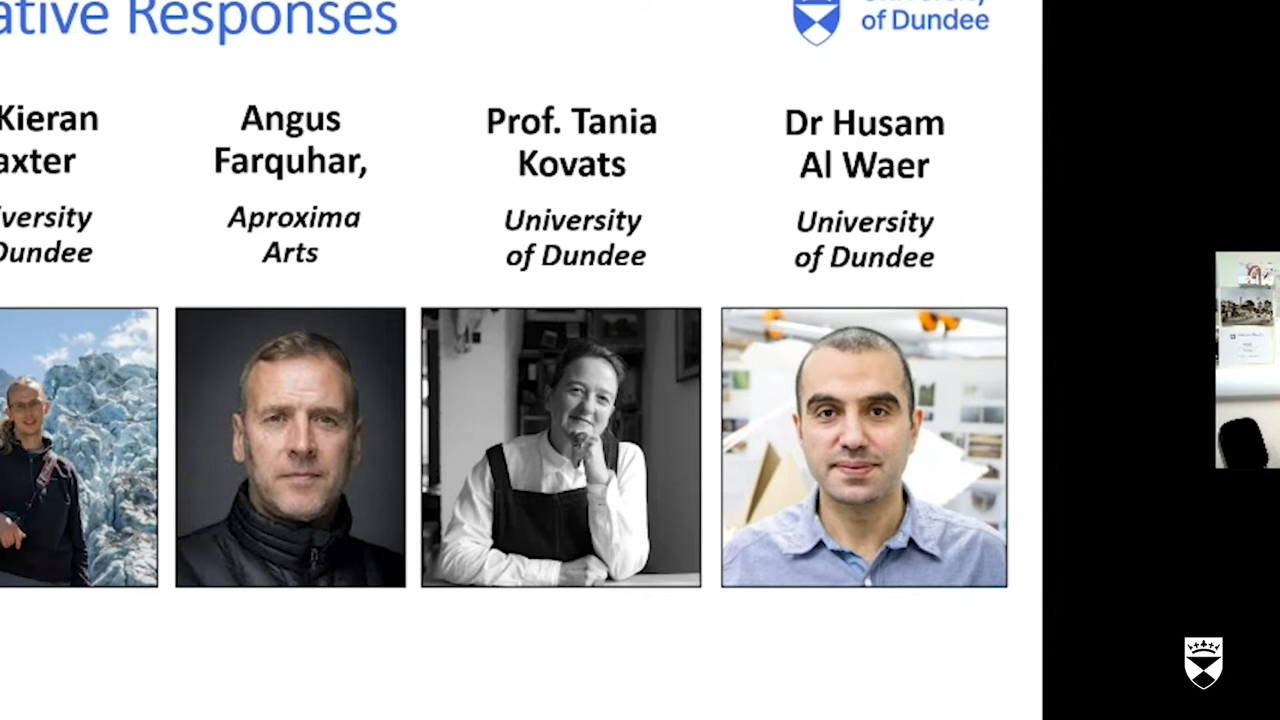 ative Responses
University
of Dundee
Kieran
axter
iversity
Dundee
Angus
Farquhar,
Aproxima
Arts
Prof. Tania
Kovats
University
of Dundee
Dr Husam
Al Waer
University
of Dundee